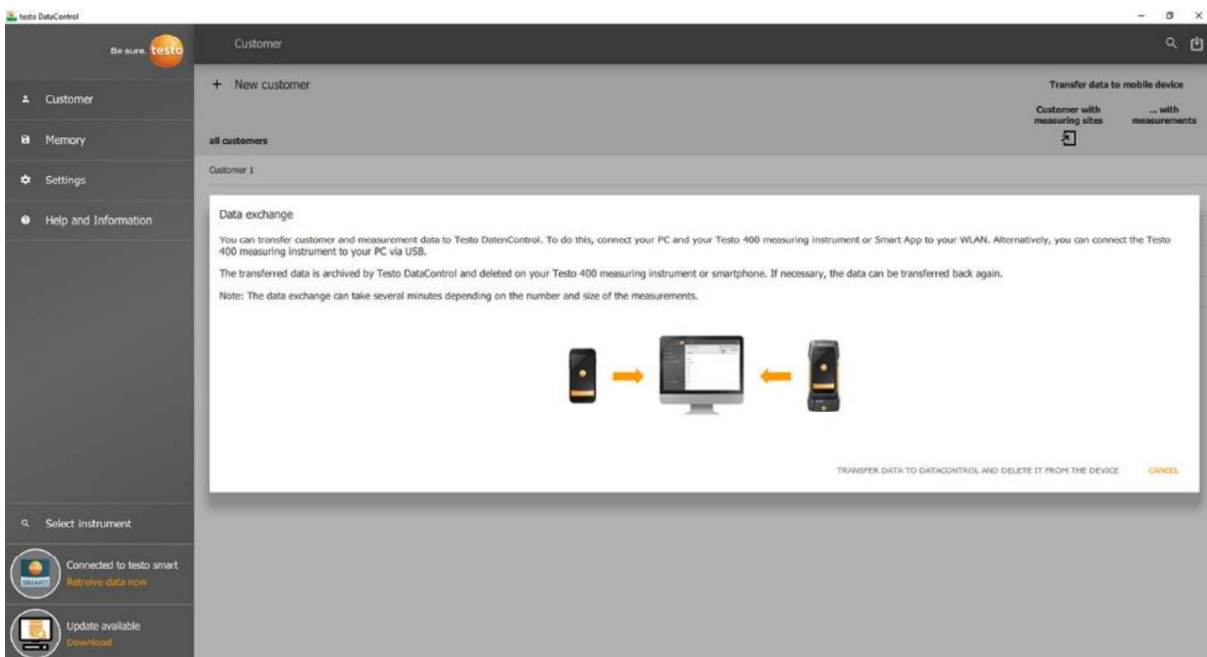 testo DataControl
Be sure. testo
Customer
Customer
Memory
Settings
Help and Information
+ New customer
Transfer data to mobile device
Customer with
measuring sites
... with
measurements
all customers
Customer 1
Data exchange
You can transfer customer and measurement data to Testo DatenControl. To do this, connect your PC and your Testo 400 measuring instrument or Smart App to your WLAN. Alternatively, you can connect the Testo
400 measuring instrument to your PC via USB.
The transferred data is archived by Testo DataControl and deleted on your Testo 400 measuring instrument or smartphone. If necessary, the data can be transferred back again.
Note: The data exchange can take several minutes depending on the number and size of the measurements.
TRANSFER DATA TO DATACONTROL AND DELETE IT FROM THE DEVICE
CANCEL
Select instrument
SMART
Connected to testo smart
Retreive data now
Update available
Download